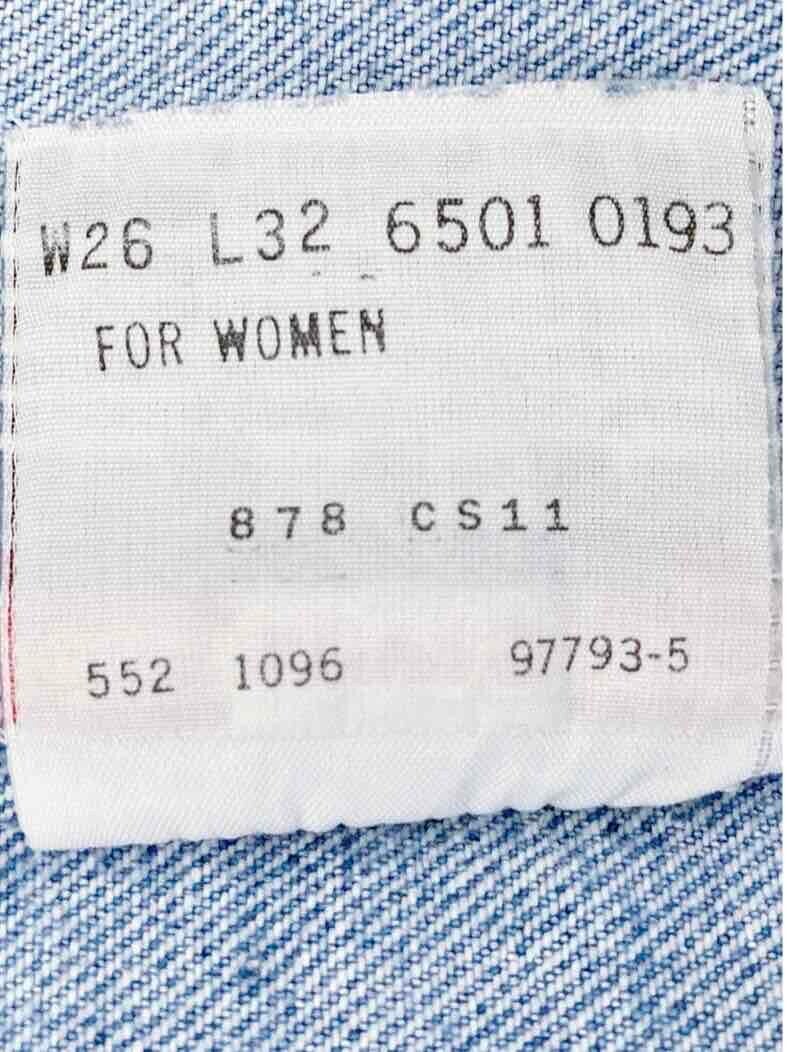 W26 L32 6501 0193
FOR WOMEN
878 CS11
552 1096 97793-5